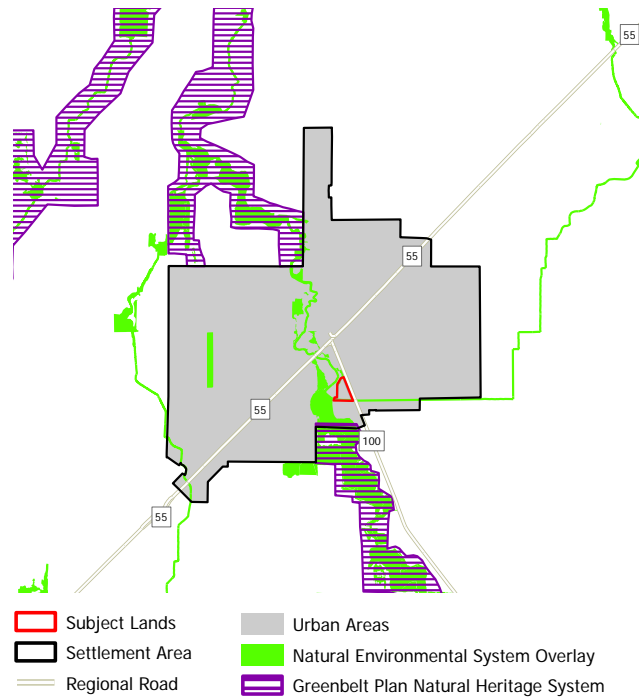 55
55
55
100
55
Subject Lands
Urban Areas
Settlement Area
Natural Environmental System Overlay
Regional Road
Greenbelt Plan Natural Heritage System